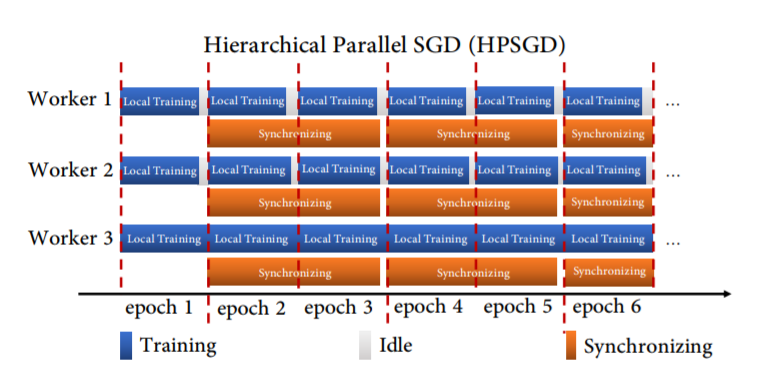 Hierarchical Parallel SGD (HPSGD)
Worker 1 Local Training Local Training Local Training Local Training Local Training Local Training ...
Synchronizing Synchronizing Synchronizing
Worker 2 Local Training Local Training Local Training Local Training Local Training Local Training ...
Synchronizing Synchronizing Synchronizing
Worker 3 Local Training Local Training Local Training Local Training Local Training Local Training ...
Synchronizing Synchronizing Synchronizing
epoch 1 epoch 2 epoch 3 epoch 4 epoch 5 epoch 6
Training Idle Synchronizing